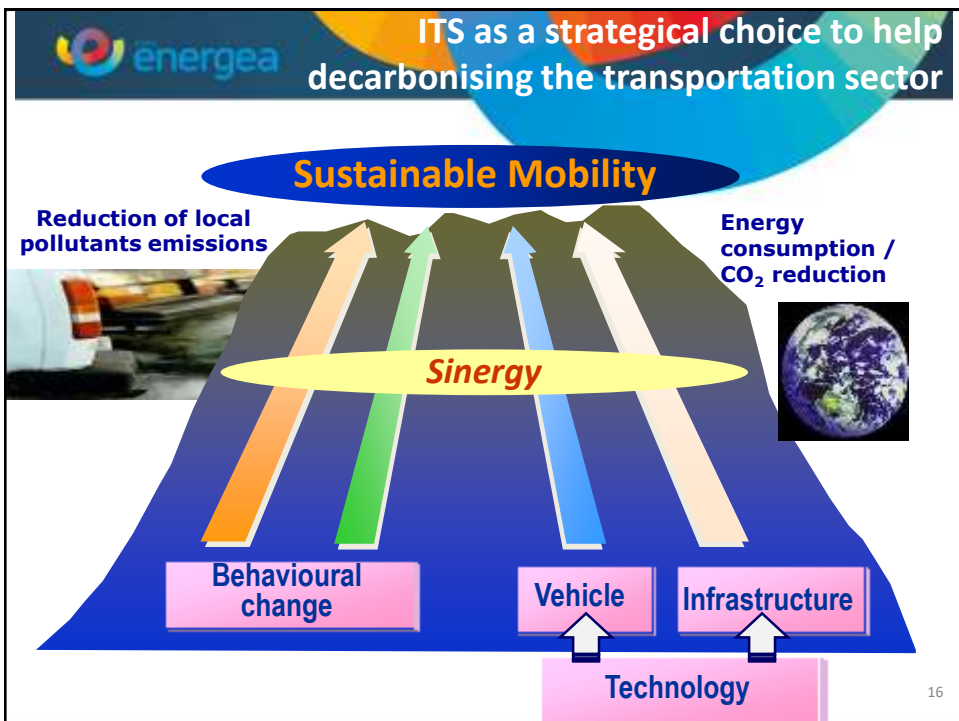 ITS as a strategical choice to help
decarbonising the transportation sector
energea
Sustainable Mobility
Reduction of local
pollutants emissions
Energy
consumption /
CO₂ reduction
Sinergy
Behavioural
change
Vehicle
Infrastructure
Technology
16